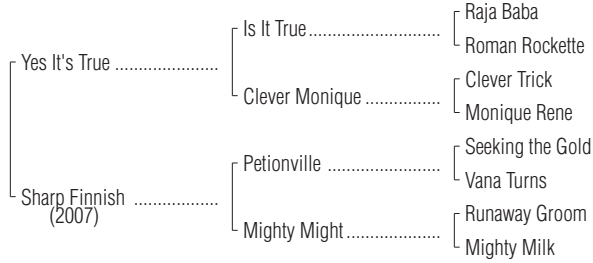 Raja Baba
Is It True
Roman Rockette
Yes It's True
Clever Trick
Clever Monique
Monique Rene
Seeking the Gold
Petionville
Vana Turns
Sharp Finnish
(2007)
Runaway Groom
Mighty Might
Mighty Milk